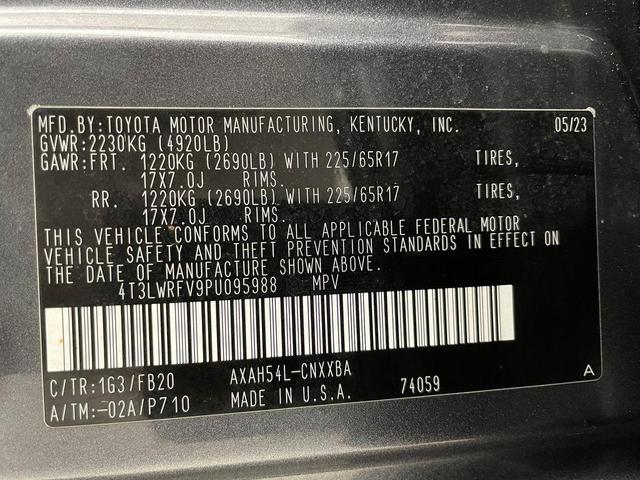 MFD.BY:TOYOTA MOTOR MANUFACTURING, KENTUCKY, INC. 05/23
GVWR:2230KG (4920LB)
GAWR:FRT. 1220KG (2690LB) WITH 225/65R17 TIRES,
17X7.0J RIMS.
RR. 1220KG (2690LB) WITH 225/65R17 TIRES,
17X7.0J RIMS.
THIS VEHICLE CONFORMS TO ALL APPLICABLE FEDERAL MOTOR
VEHICLE SAFETY AND THEFT PREVENTION STANDARDS IN EFFECT ON
THE DATE OF MANUFACTURE SHOWN ABOVE.
4T3LWRFV9PU095988 MPV
C/TR:1G3/FB20 AXAH54L-CNXXBA A
A/TM:-02A/P710 MADE IN U.S.A. 74059